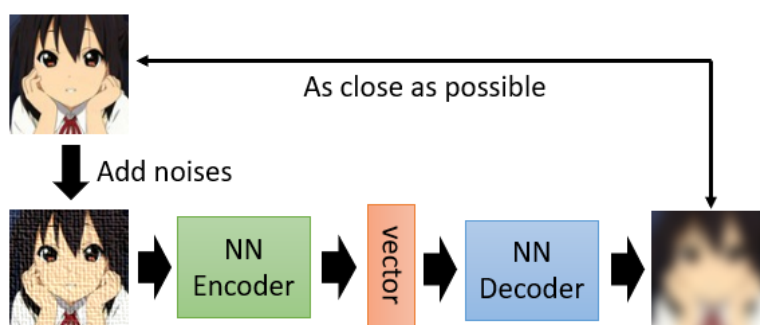 As close as possible
Add noises
NN
Encoder
vector
NN
Decoder